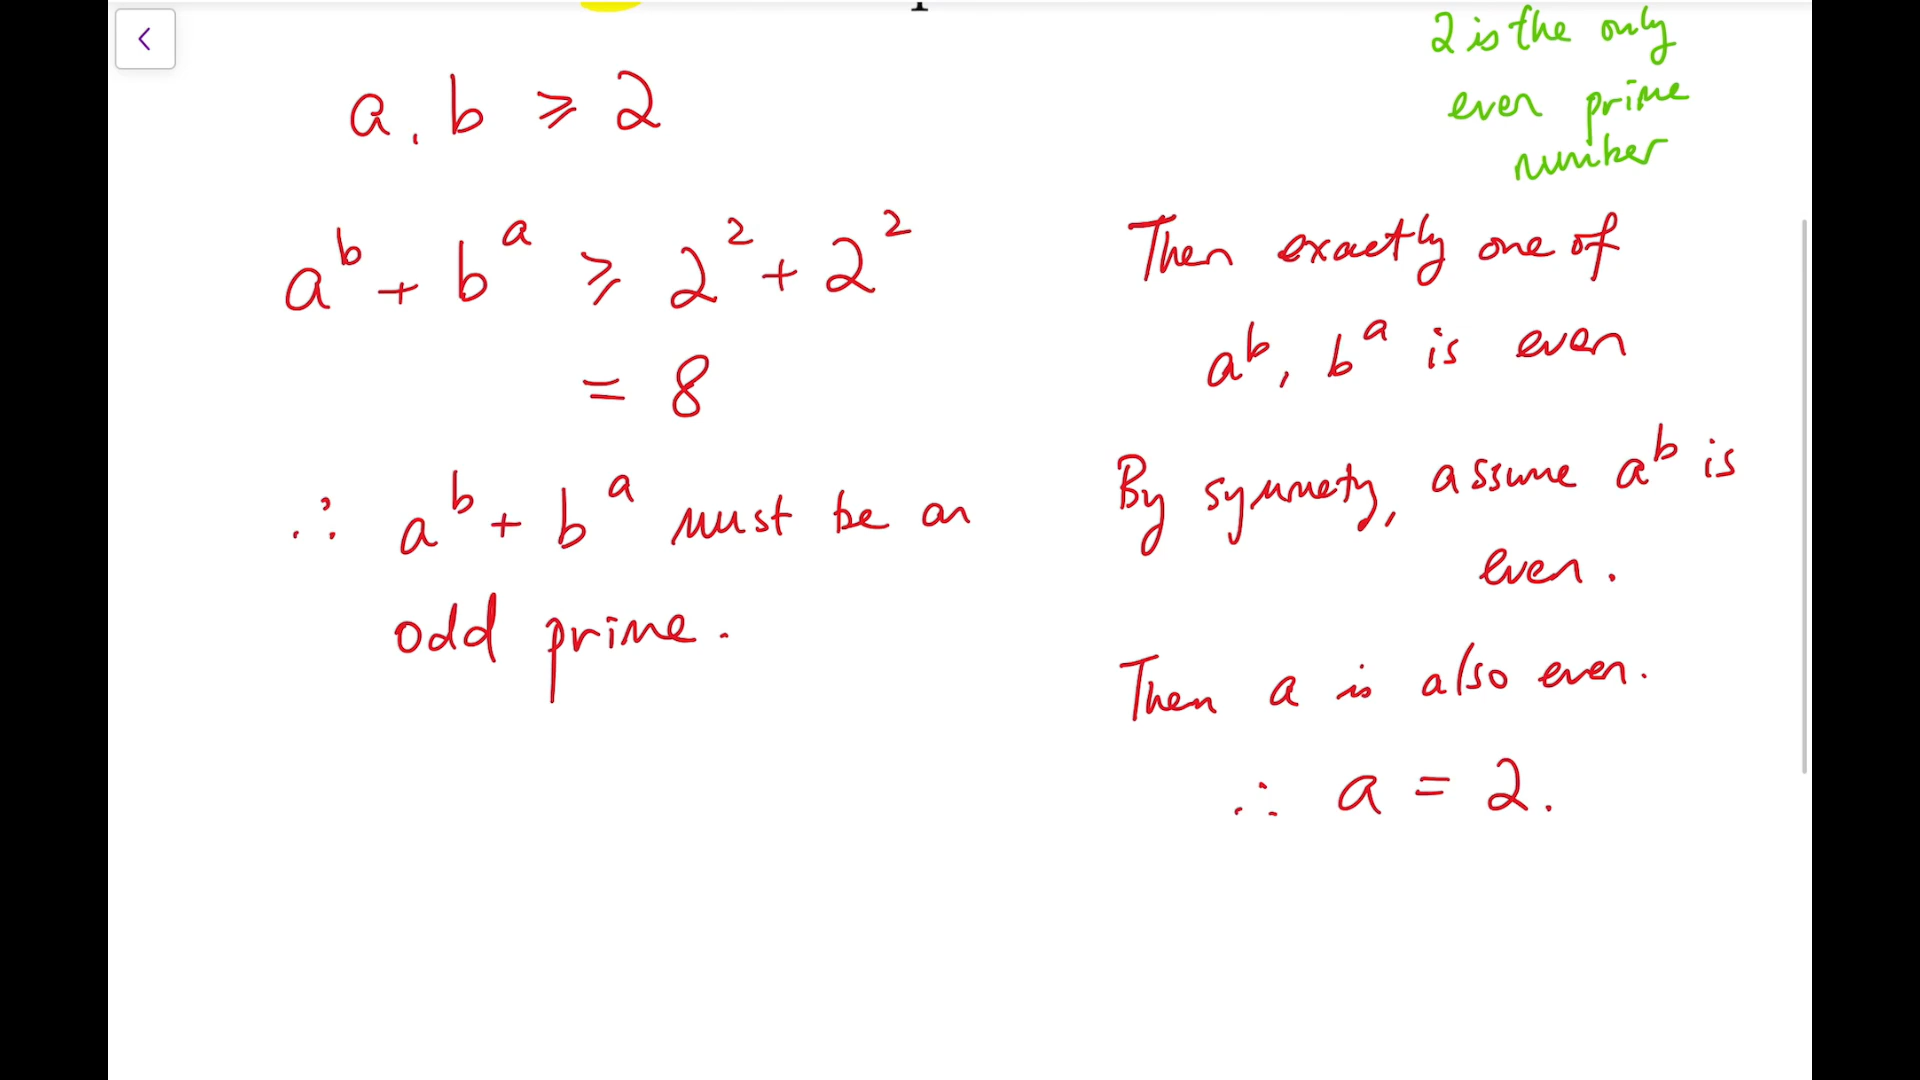 2 is the only
even prime
number
a, b ⩾ 2
a^b + b^a ⩾ 2^2 + 2^2
= 8
∴ a^b + b^a must be an
odd prime.
Then exactly one of
a^b, b^a is even
By symmety, assume a^b is
even.
Then a is also even.
∴ a = 2.